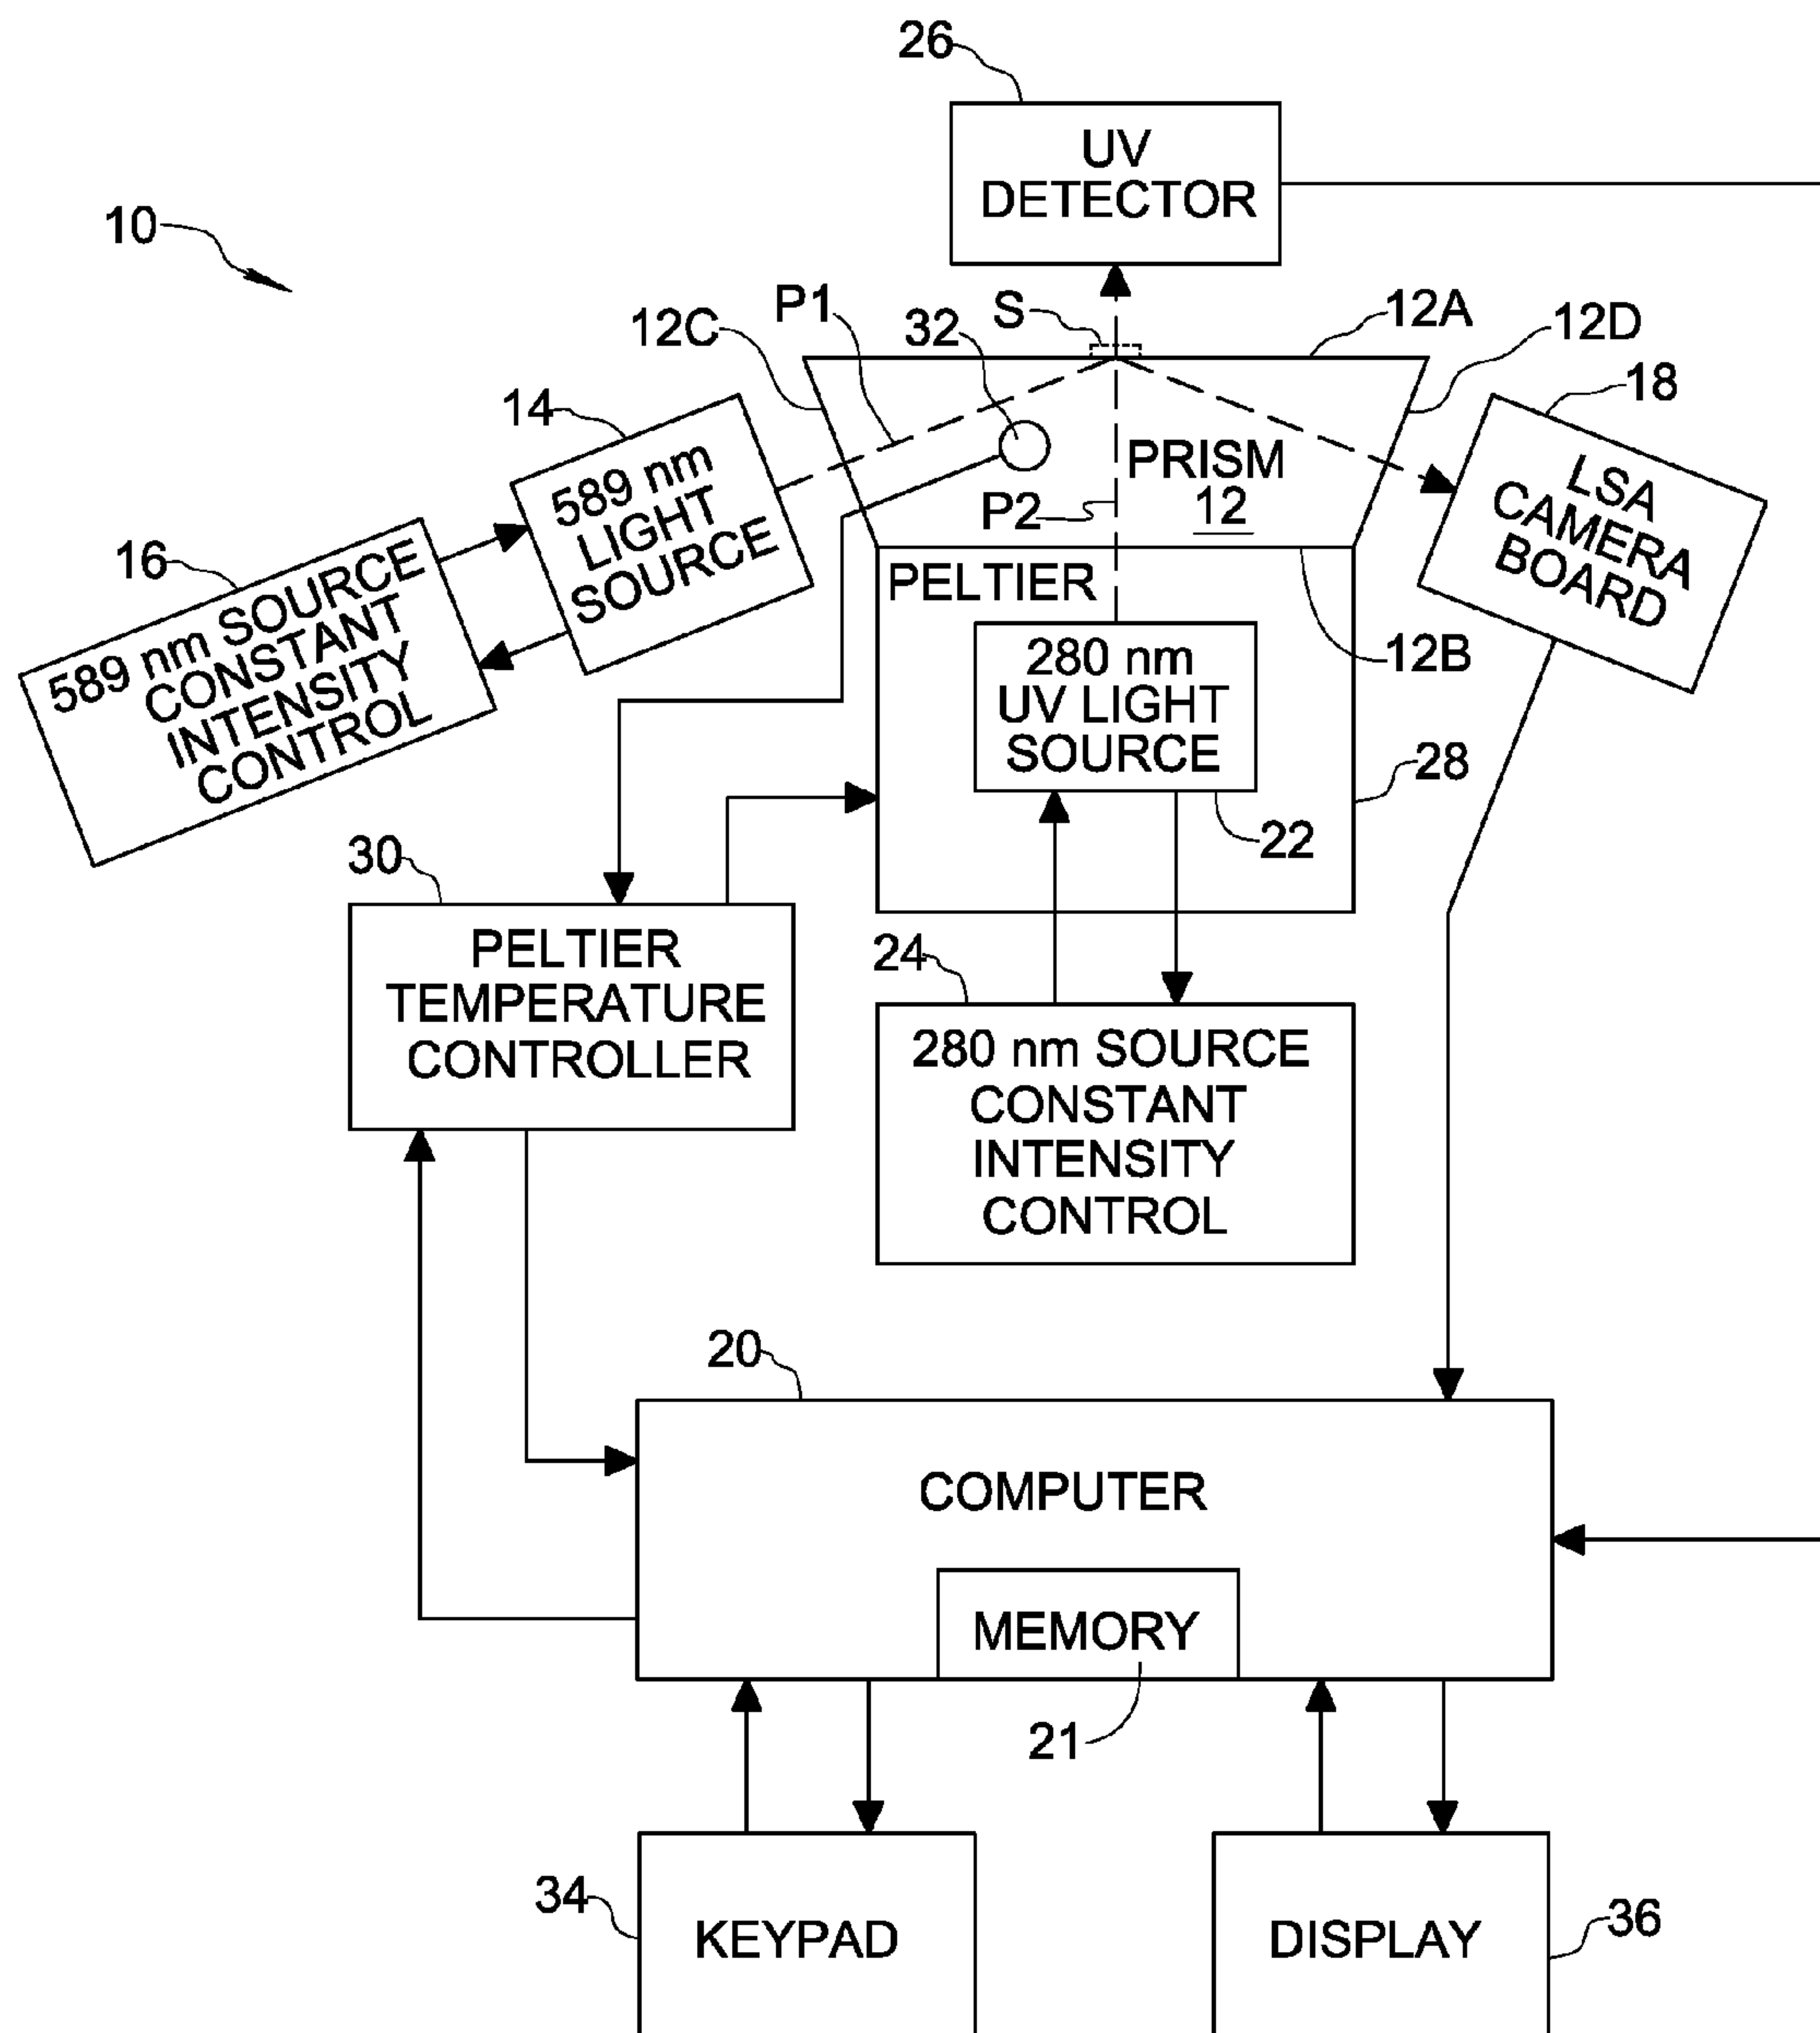 26
UV
DETECTOR
10
P1
S
12C
32
12A
12D
14
18
589 nm
LIGHT
SOURCE
PRISM
12
P2
LSA
CAMERA
BOARD
16
589 nm SOURCE
CONSTANT
INTENSITY
CONTROL
PELTIER
12B
280 nm
UV LIGHT
SOURCE
28
22
30
PELTIER
TEMPERATURE
CONTROLLER
24
280 nm SOURCE
CONSTANT
INTENSITY
CONTROL
20
COMPUTER
MEMORY
21
34
KEYPAD
DISPLAY
36